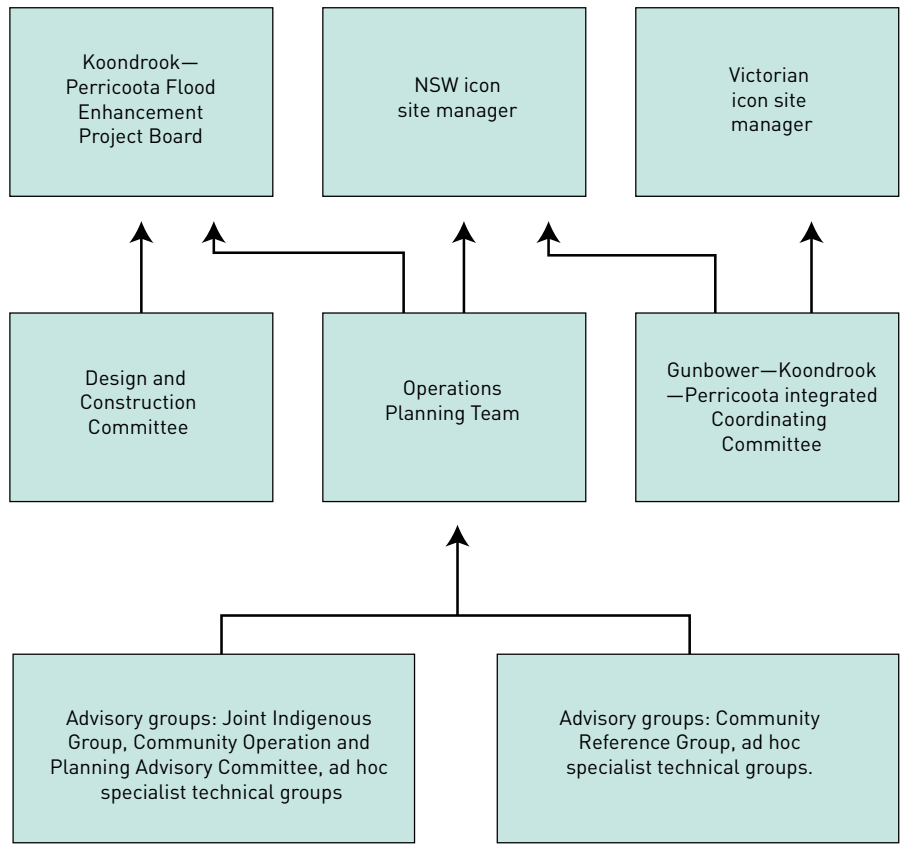 Koondrook—
Perricoota Flood
Enhancement
Project Board
NSW icon
site manager
Victorian
icon site
manager
Design and
Construction
Committee
Operations
Planning Team
Gunbower—Koondrook
—Perricoota integrated
Coordinating
Committee
Advisory groups: Joint Indigenous
Group, Community Operation and
Planning Advisory Committee, ad hoc
specialist technical groups
Advisory groups: Community
Reference Group, ad hoc
specialist technical groups.